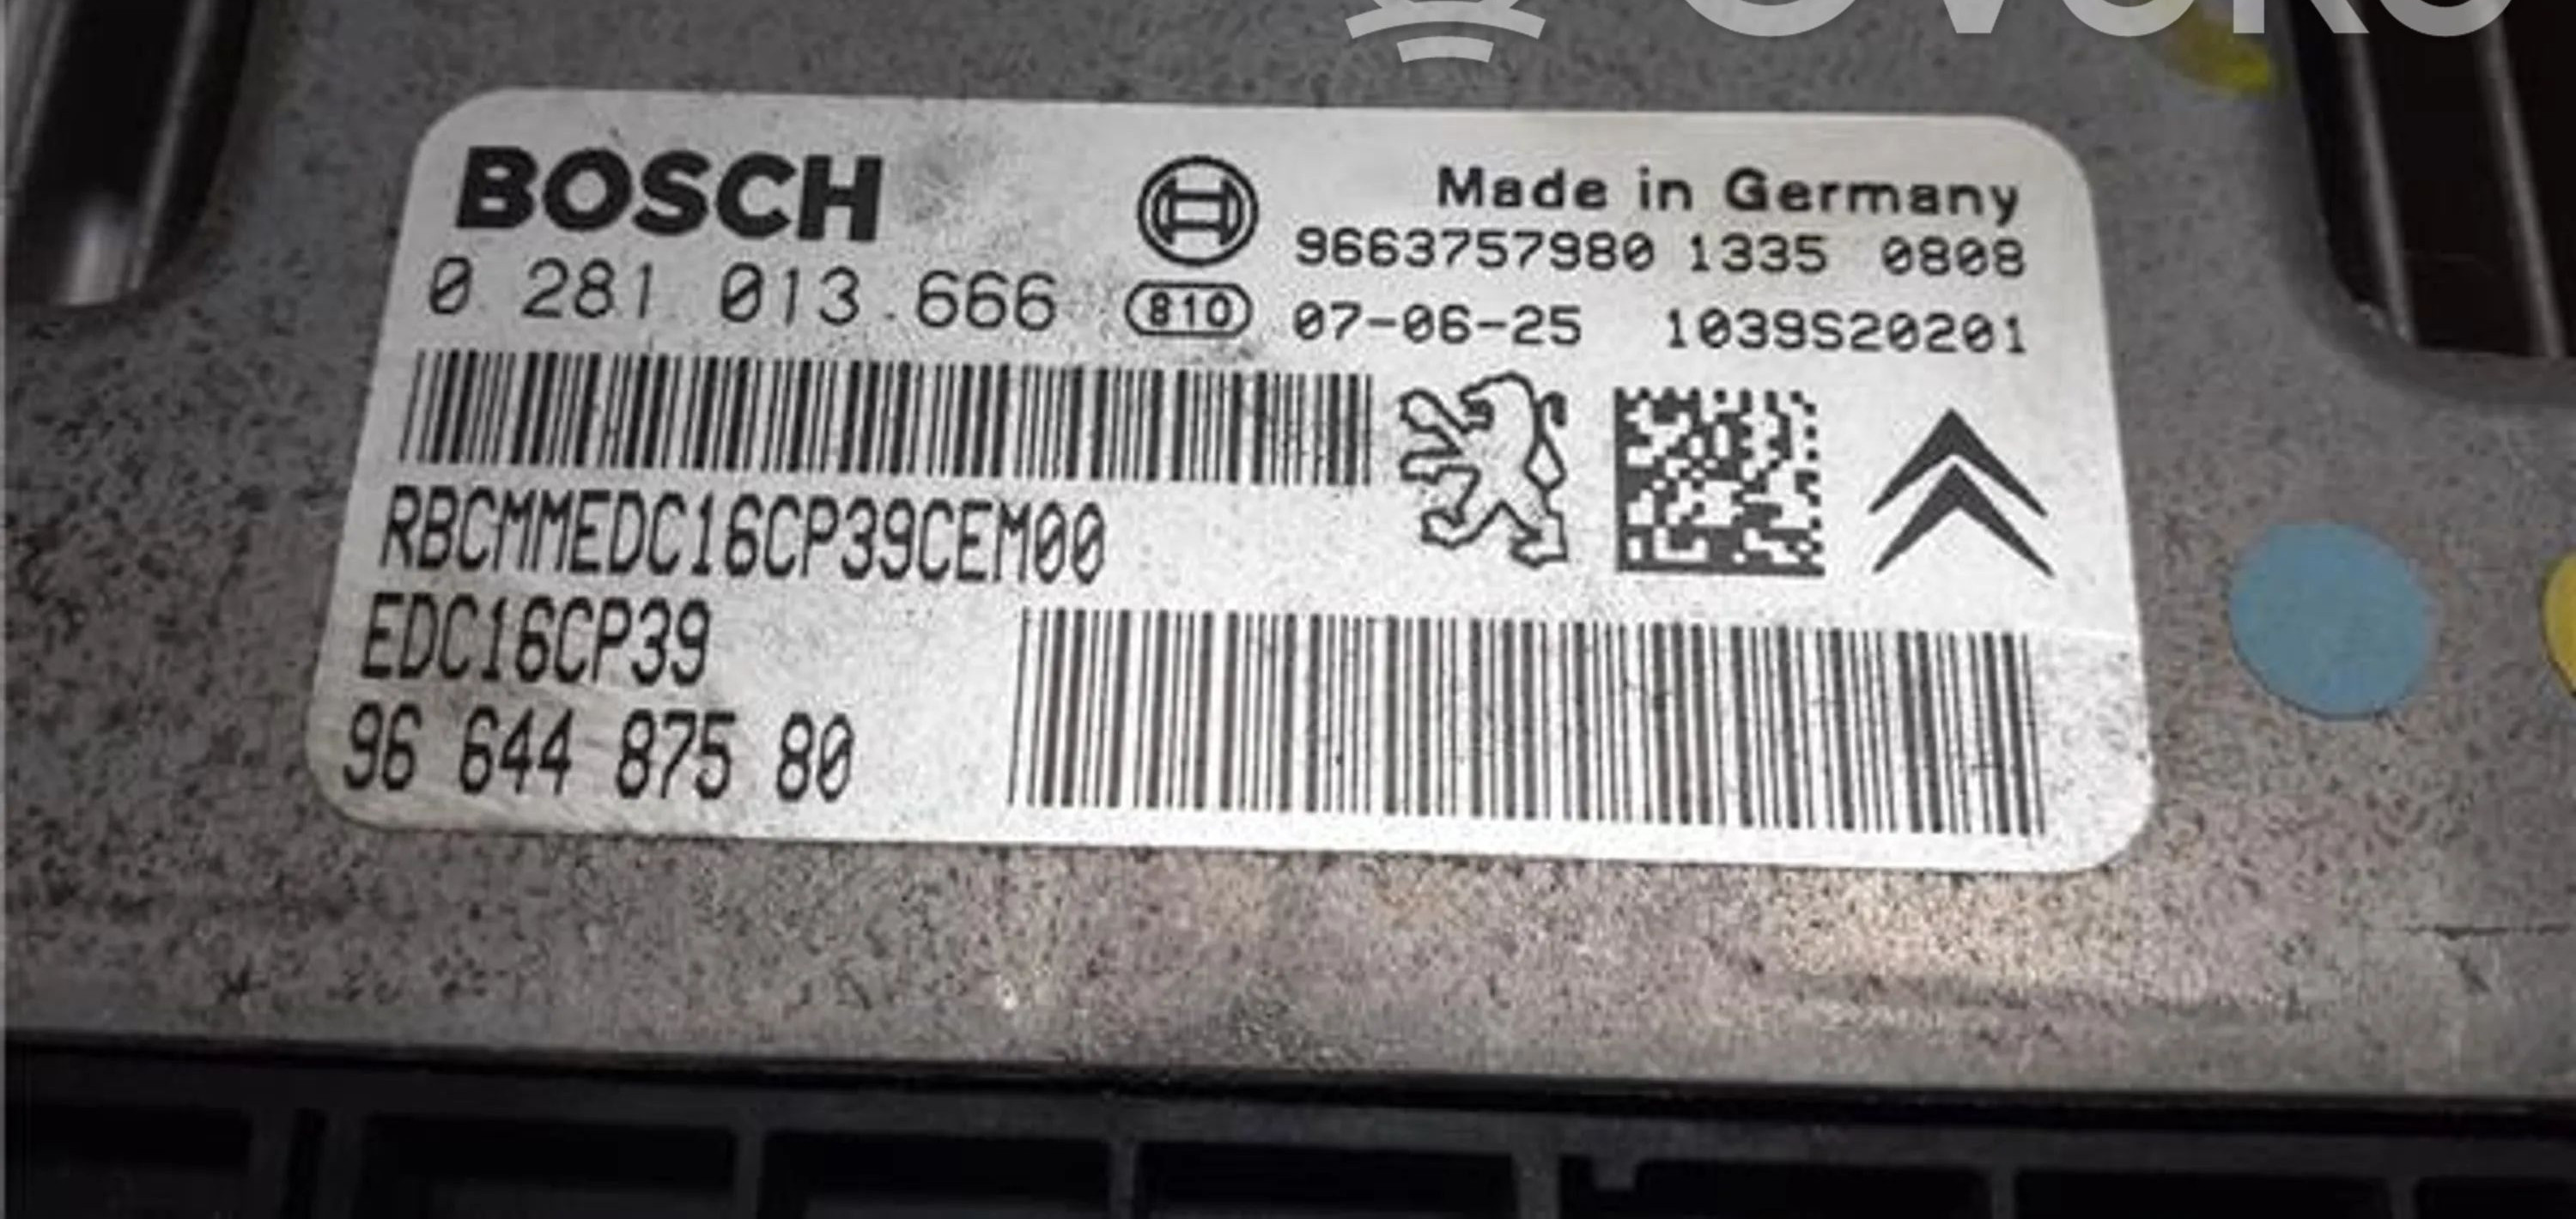 BOSCH
Made in Germany
0 281 013 666
9663757980 1335 0808
810
07-06-25 1039S20201
RBCMMEDC16CP39CEM00
EDC16CP39
96 644 875 80